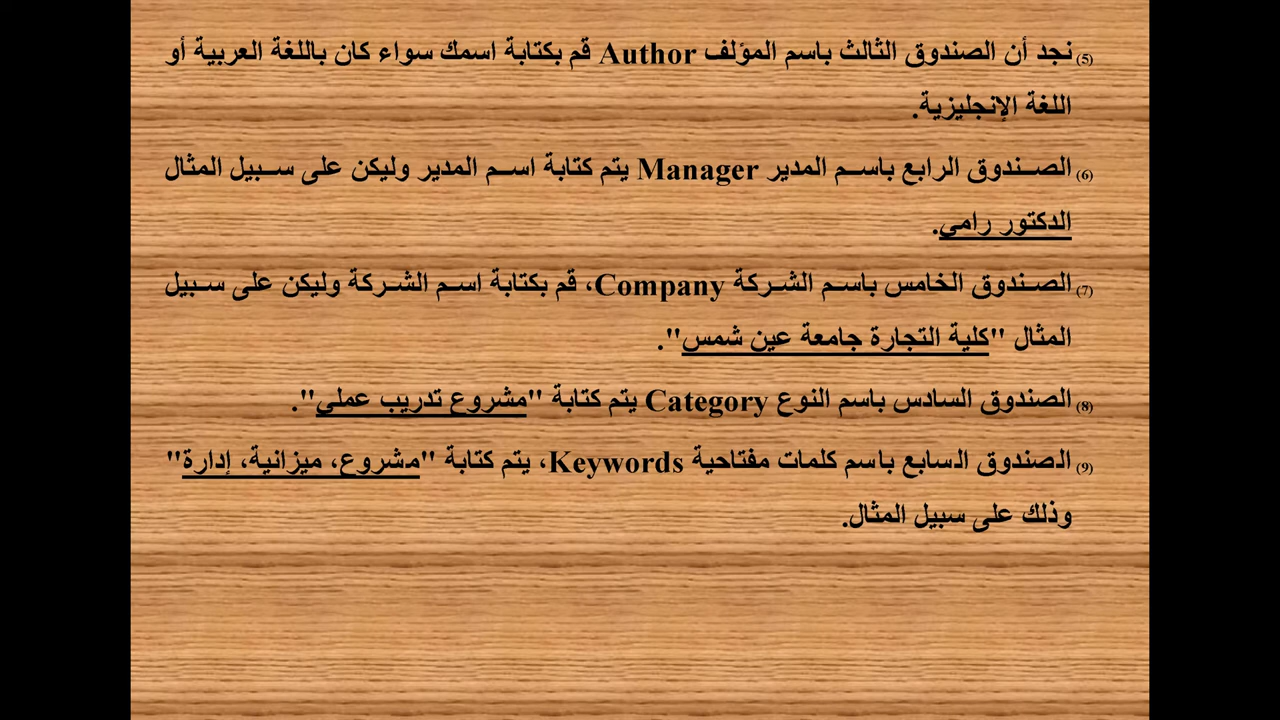 (5) نجد أن الصندوق الثالث باسم المؤلف Author قم بكتابة اسمك سواء كان باللغة العربية أو
اللغة الإنجليزية.
(6) الصندوق الرابع باسم المدير Manager يتم كتابة اسم المدير وليكن على سبيل المثال
الدكتور رامي.
(7) الصندوق الخامس باسم الشركة Company، قم بكتابة اسم الشركة وليكن على سبيل
المثال "كلية التجارة جامعة عين شمس".
(8) الصندوق السادس باسم النوع Category يتم كتابة "مشروع تدريب عملى".
(9) الصندوق السابع باسم كلمات مفتاحية Keywords، يتم كتابة "مشروع، ميزانية، إدارة"
وذلك على سبيل المثال.